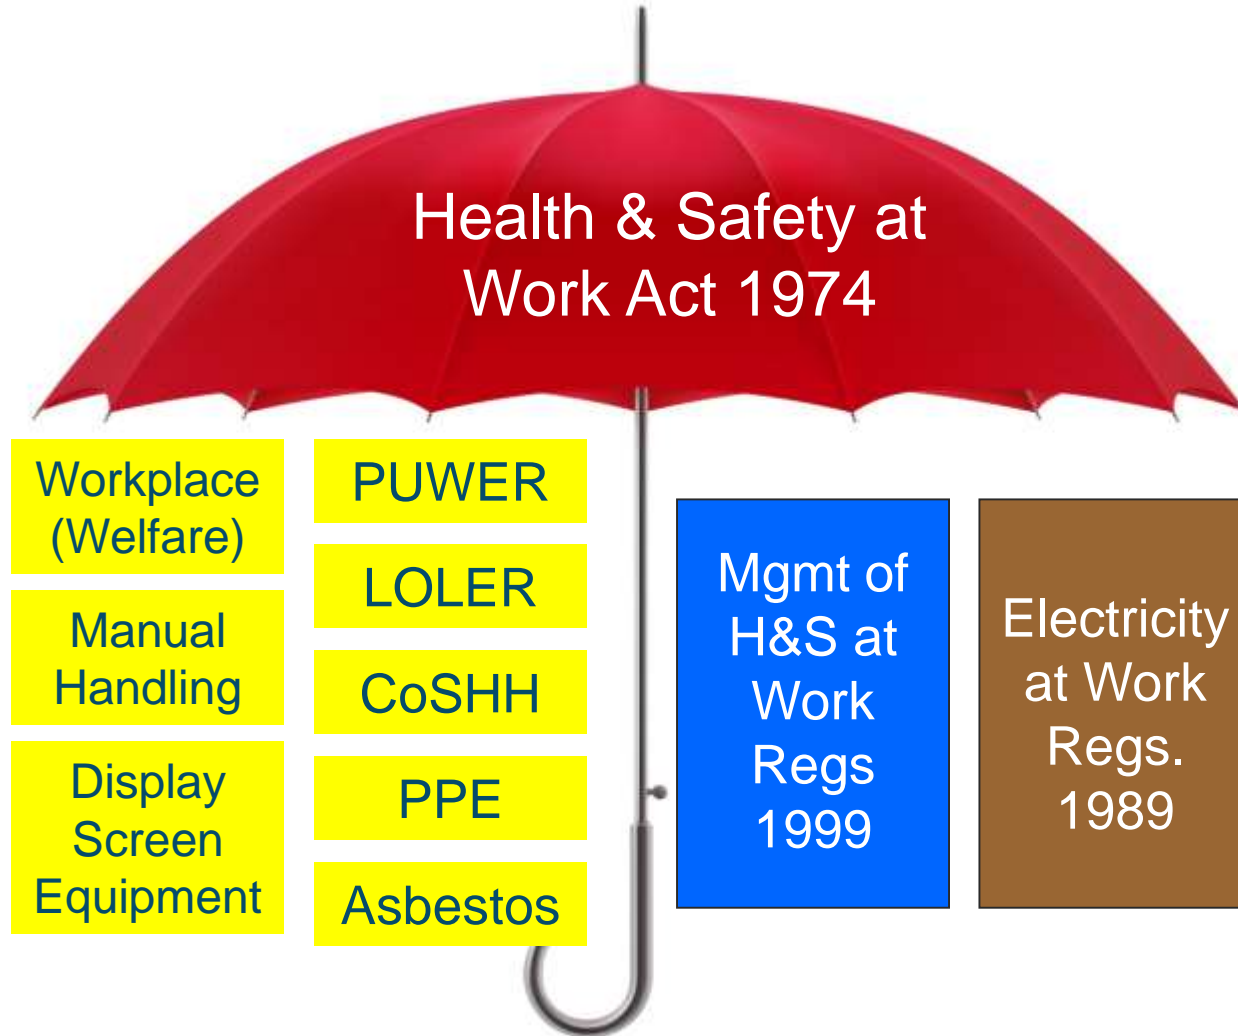 Health & Safety at
Work Act 1974
Workplace
(Welfare)
Manual
Handling
Display
Screen
Equipment
PUWER
LOLER
CoSHH
PPE
Asbestos
Mgmt of
H&S at
Work
Regs
1999
Electricity
at Work
Regs.
1989